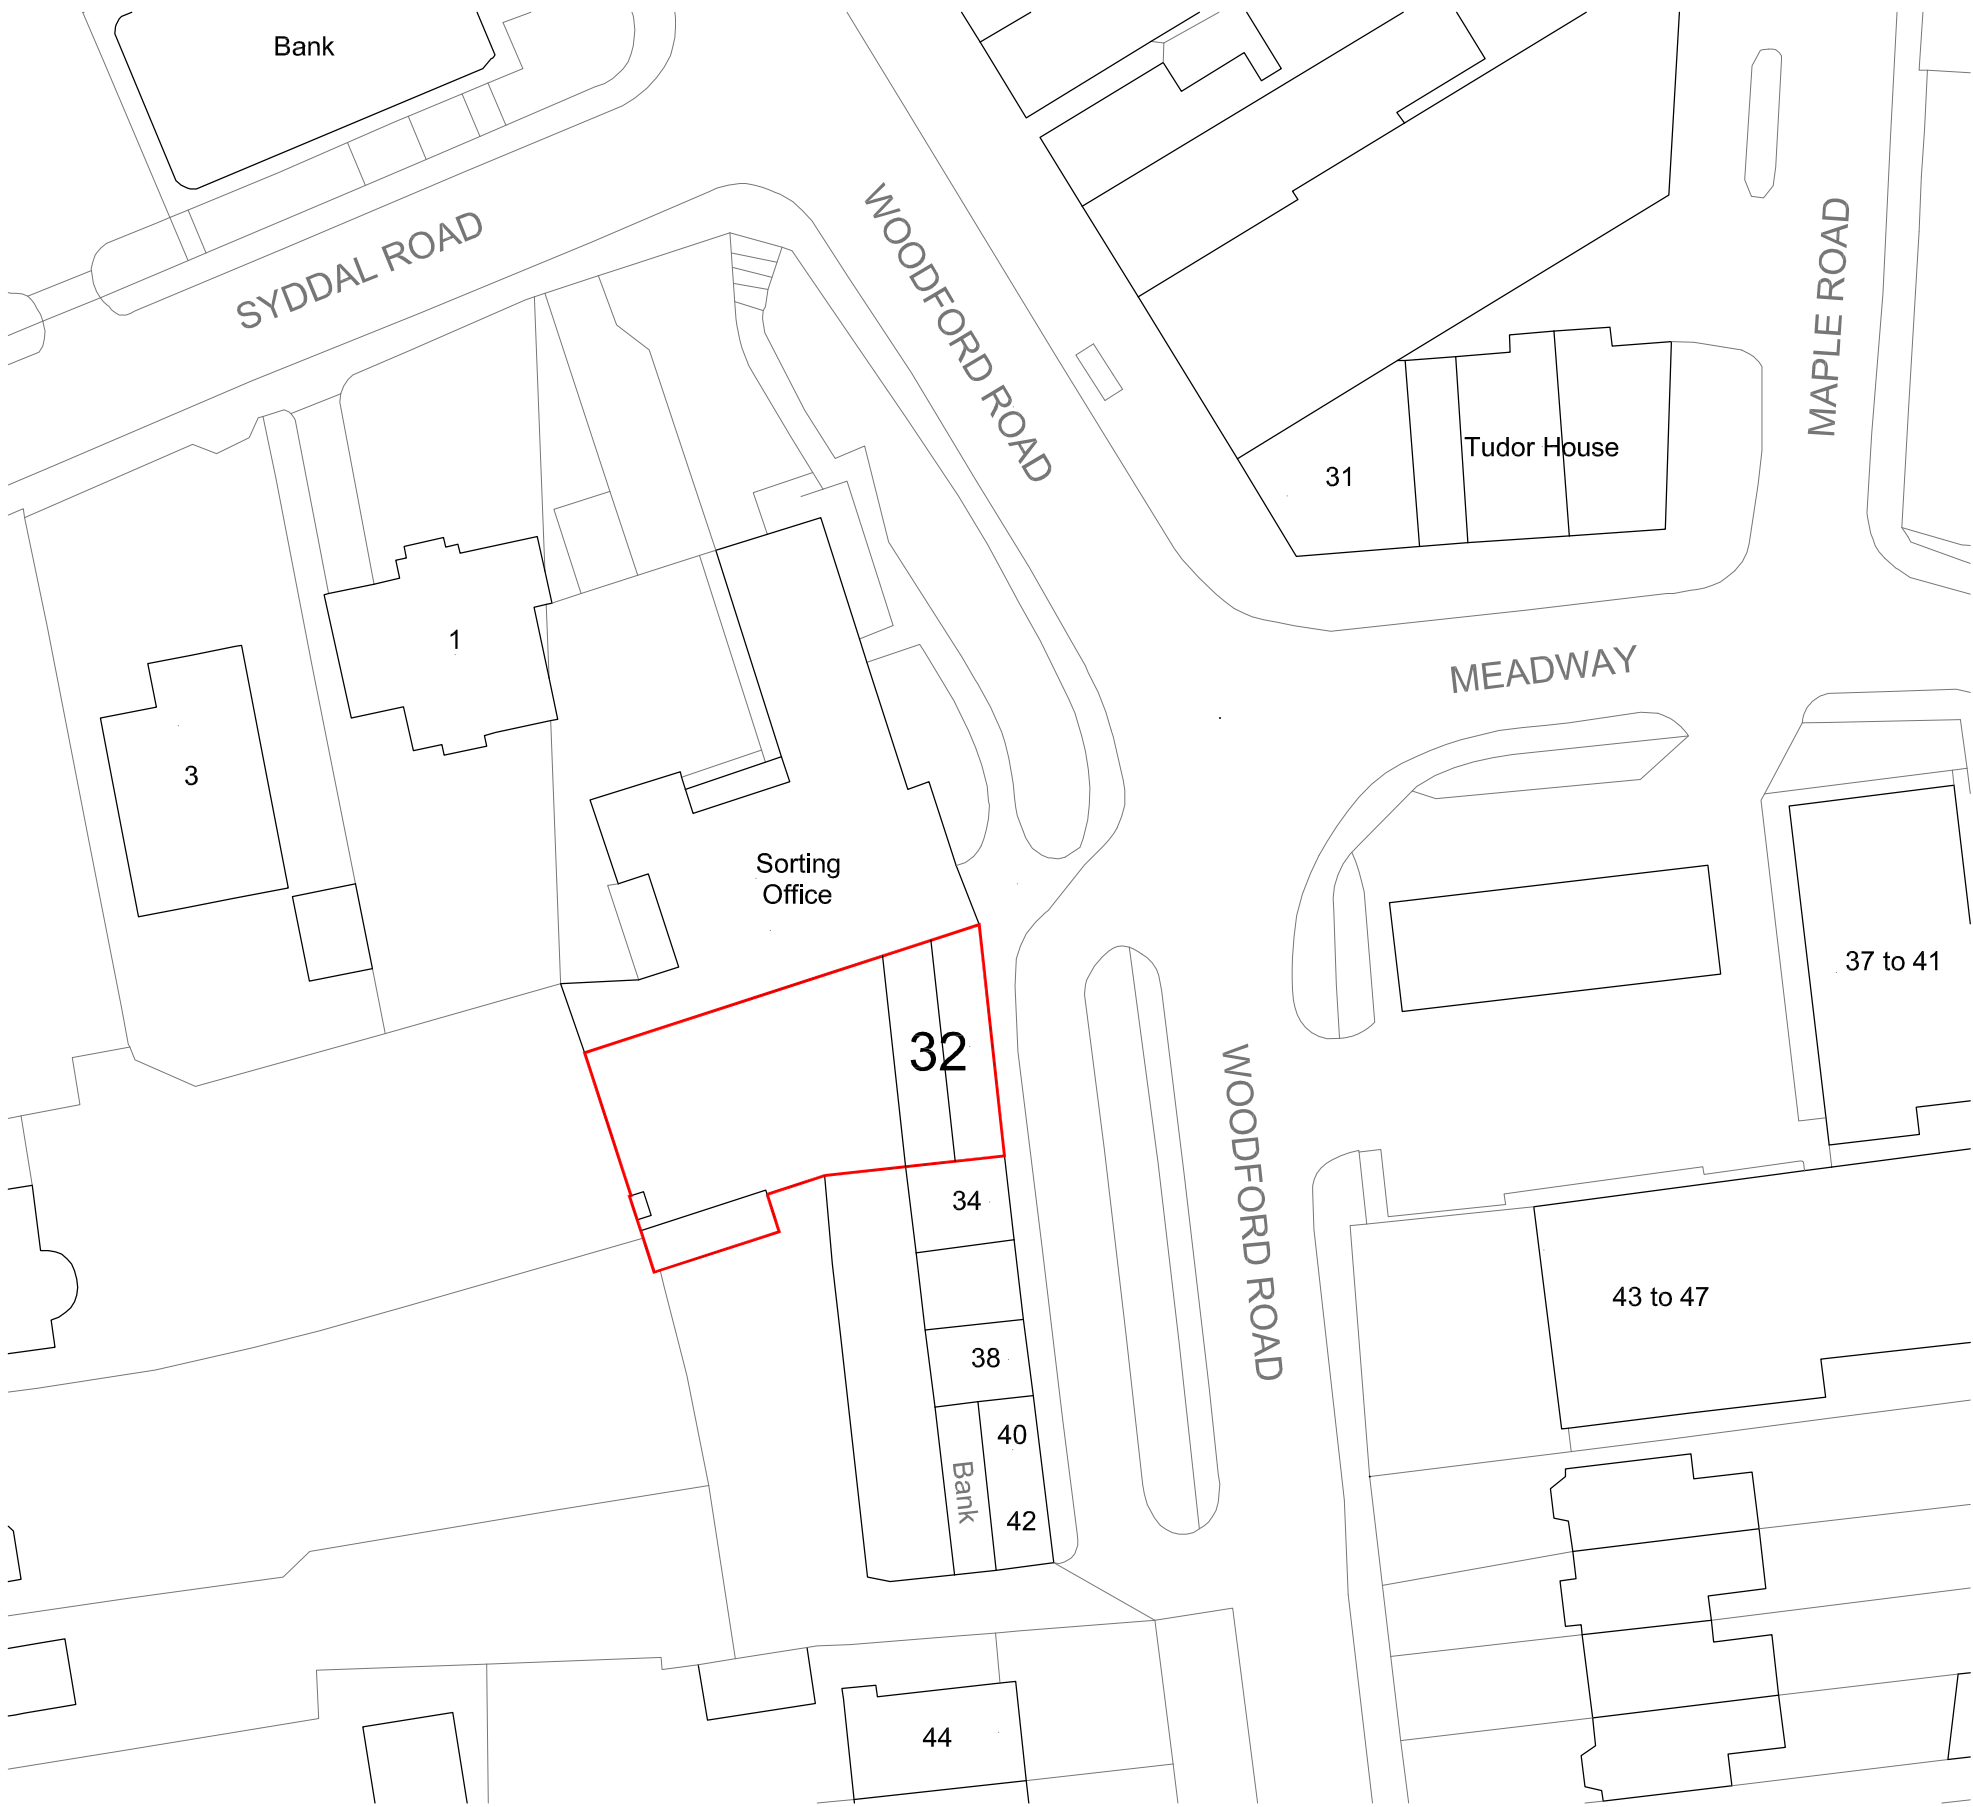 Bank
SYDDAL ROAD
WOODFORD ROAD
MAPLE ROAD
Tudor House
31
1
MEADWAY
3
Sorting
Office
37 to 41
32
WOODFORD ROAD
34
43 to 47
38
40
Bank
42
44